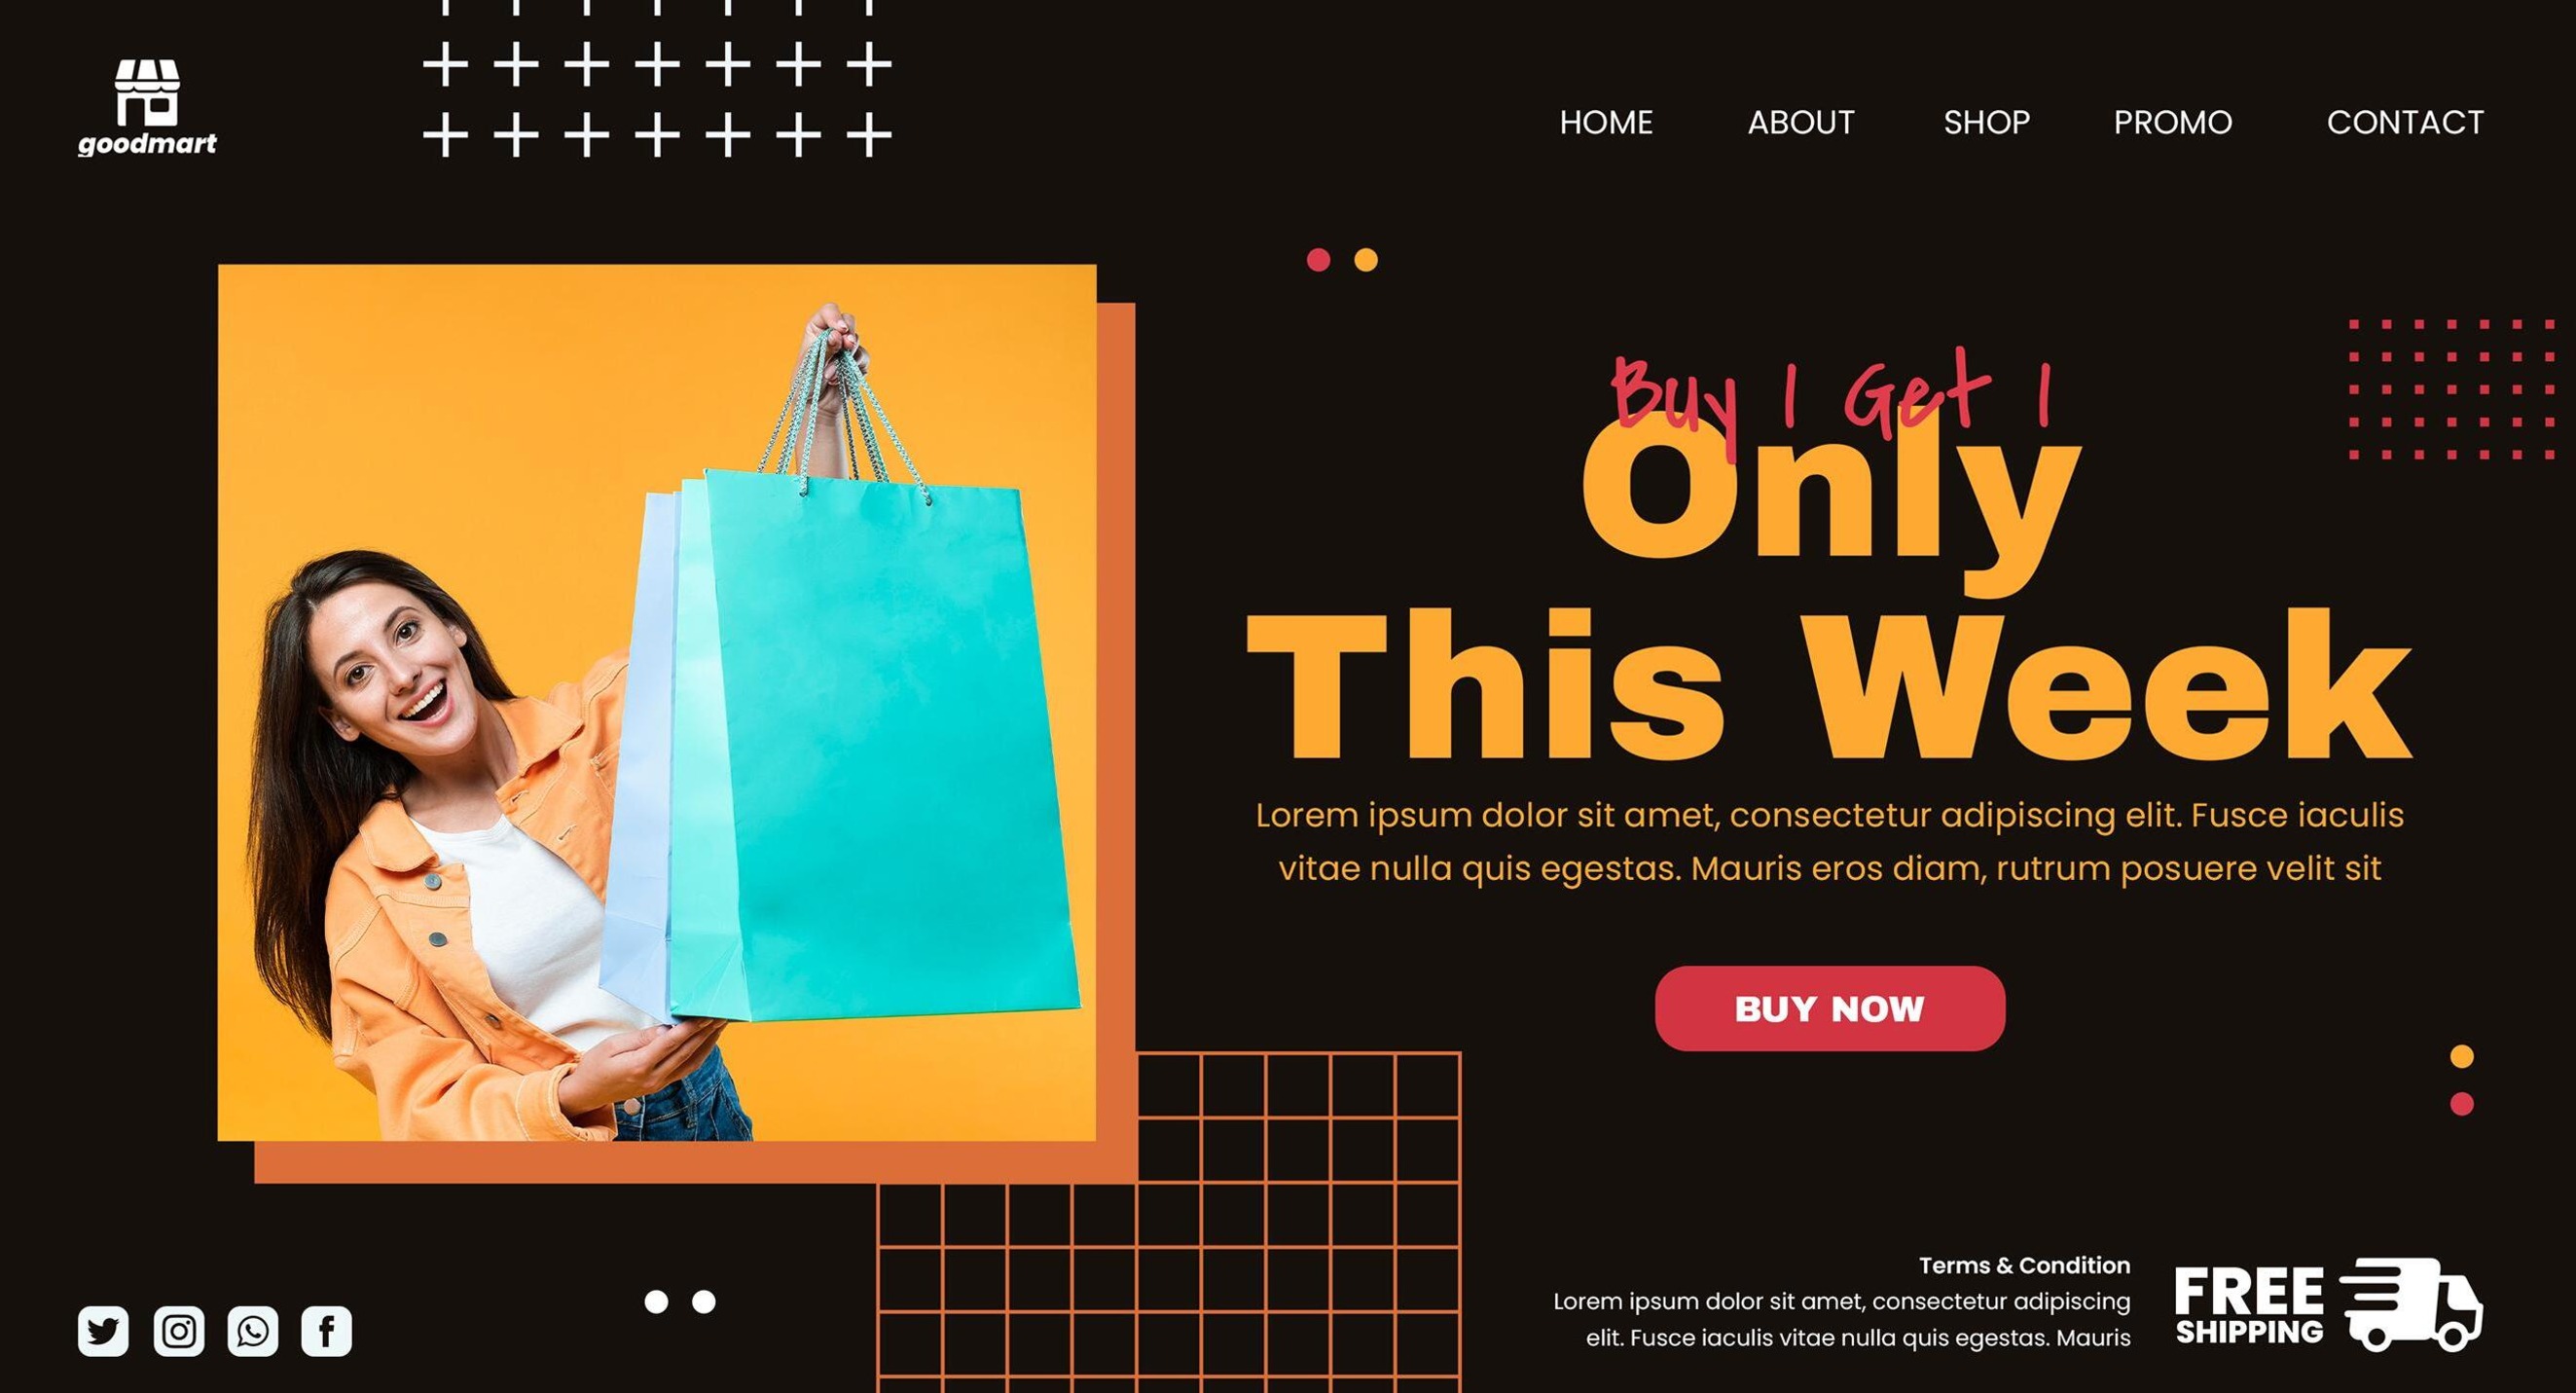 goodmart
HOME ABOUT SHOP PROMO CONTACT
Buy 1 Get 1
Only
This Week
Lorem ipsum dolor sit amet, consectetur adipiscing elit. Fusce iaculis
vitae nulla quis egestas. Mauris eros diam, rutrum posuere velit sit
BUY NOW
Terms & Condition
Lorem ipsum dolor sit amet, consectetur adipiscing
elit. Fusce iaculis vitae nulla quis egestas. Mauris
FREE
SHIPPING